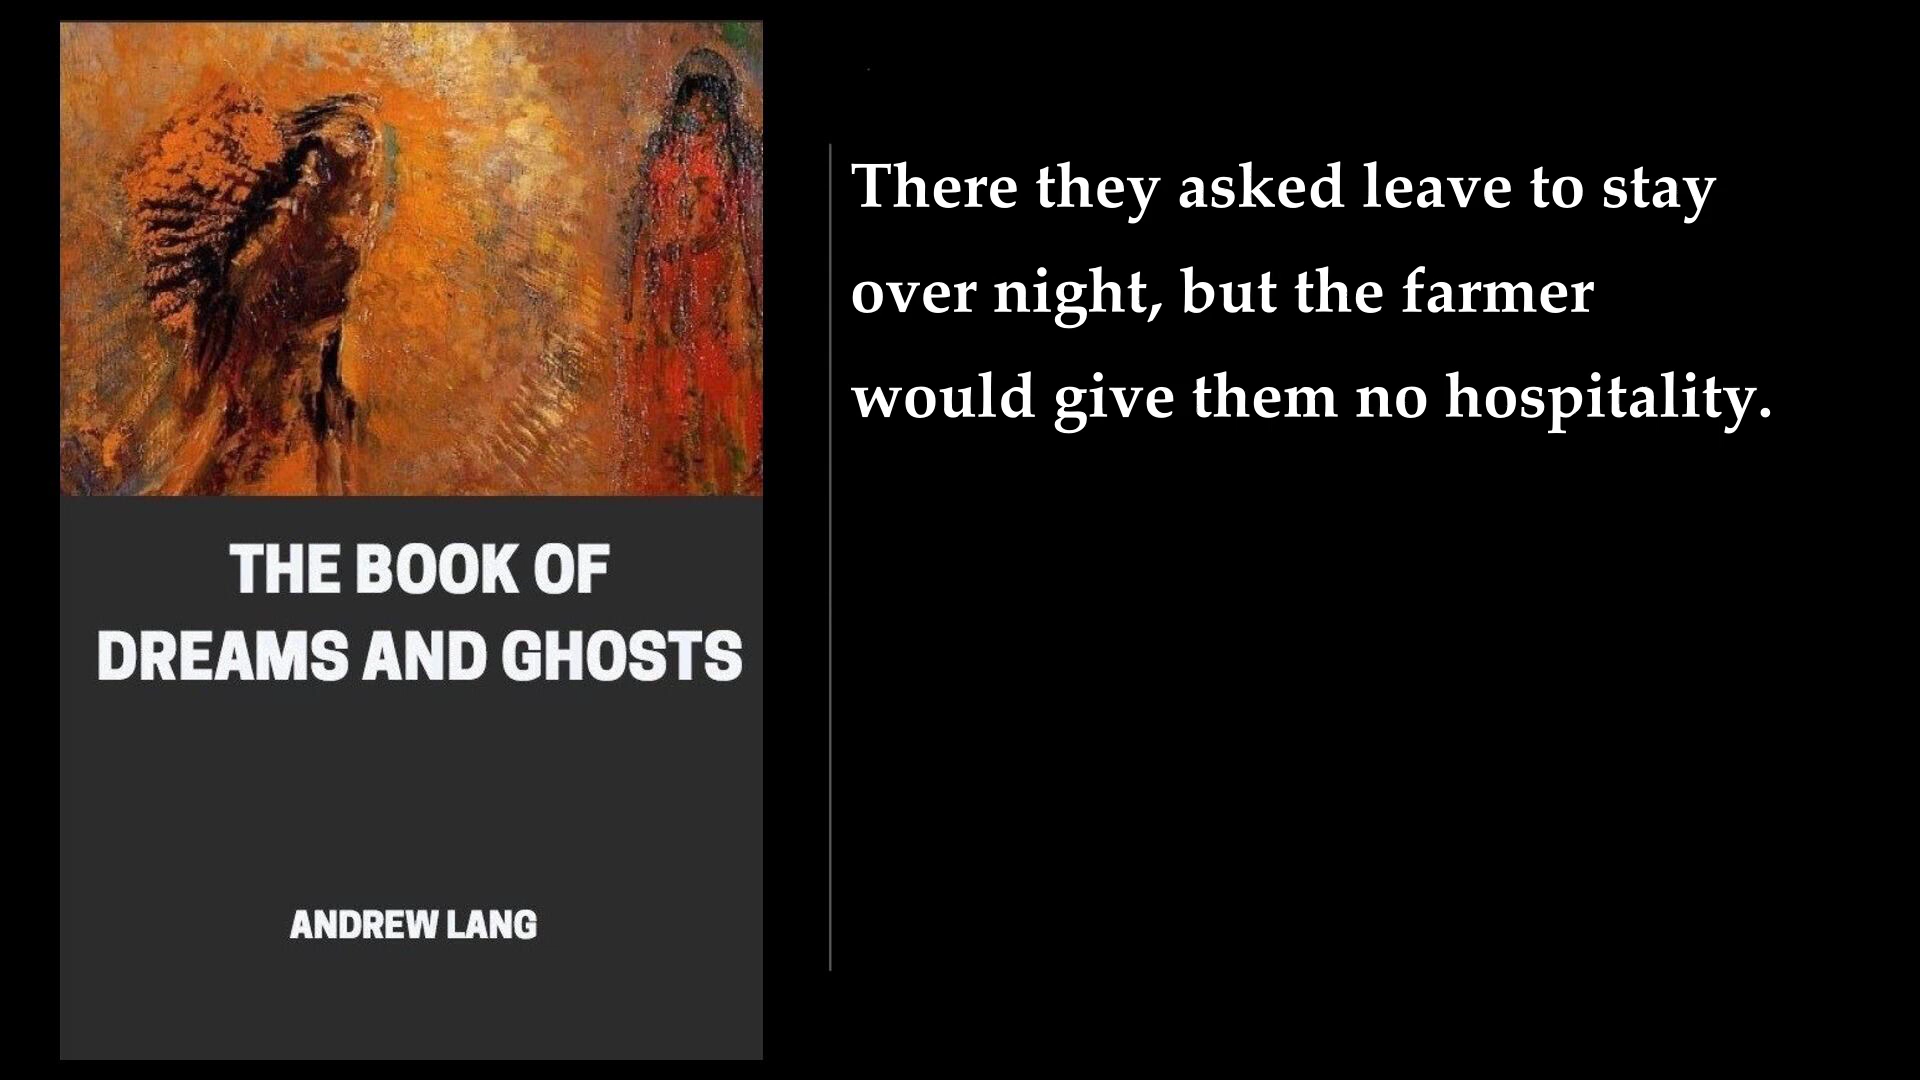 THE BOOK OF
DREAMS AND GHOSTS
ANDREW LANG
There they asked leave to stay
over night, but the farmer
would give them no hospitality.